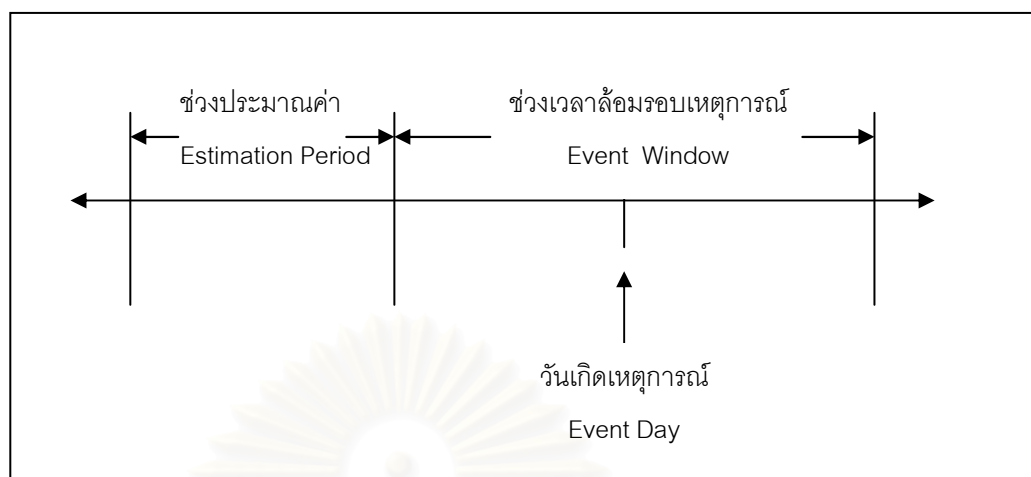 ช่วงประมาณค่า
Estimation Period
ช่วงเวลาล้อมรอบเหตุการณ์
Event Window
วันเกิดเหตุการณ์
Event Day